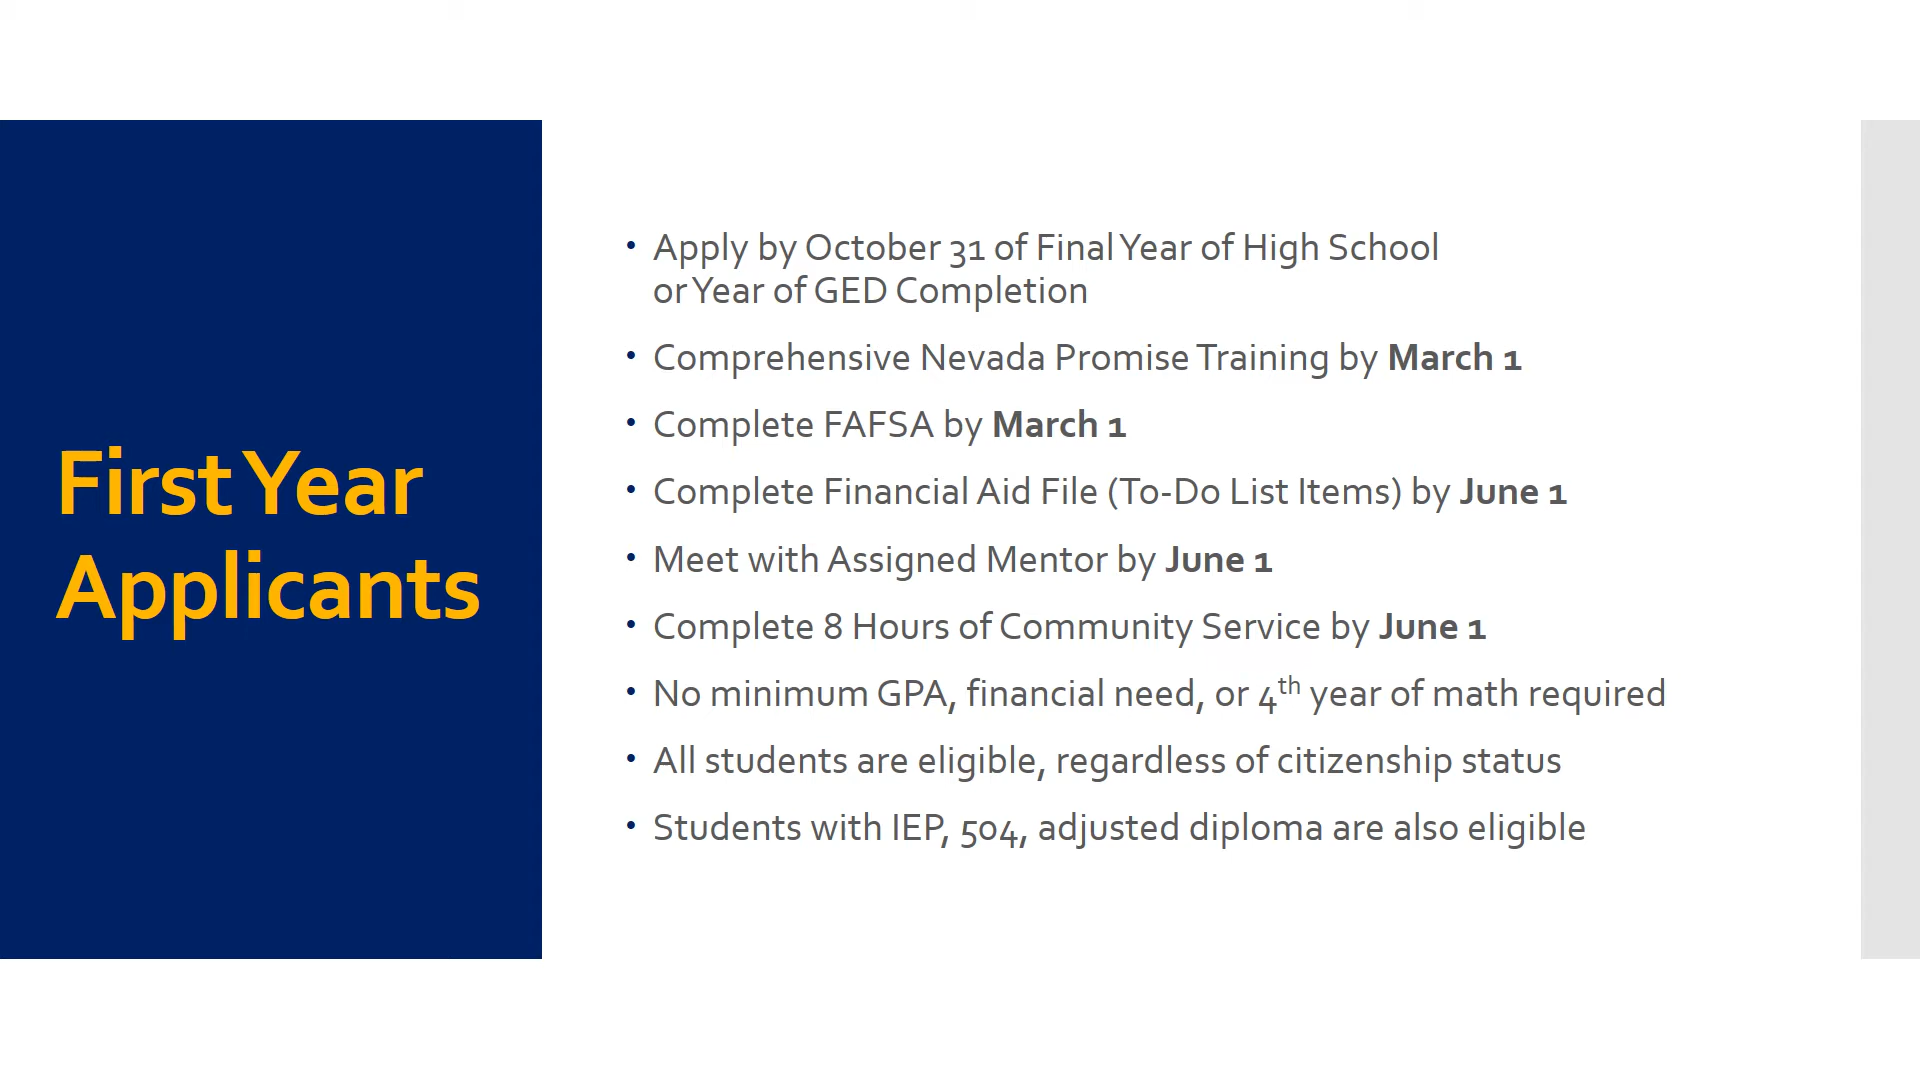 First Year
Applicants
• Apply by October 31 of Final Year of High School
or Year of GED Completion
• Comprehensive Nevada Promise Training by March 1
• Complete FAFSA by March 1
• Complete Financial Aid File (To-Do List Items) by June 1
• Meet with Assigned Mentor by June 1
• Complete 8 Hours of Community Service by June 1
• No minimum GPA, financial need, or 4th year of math required
• All students are eligible, regardless of citizenship status
• Students with IEP, 504, adjusted diploma are also eligible